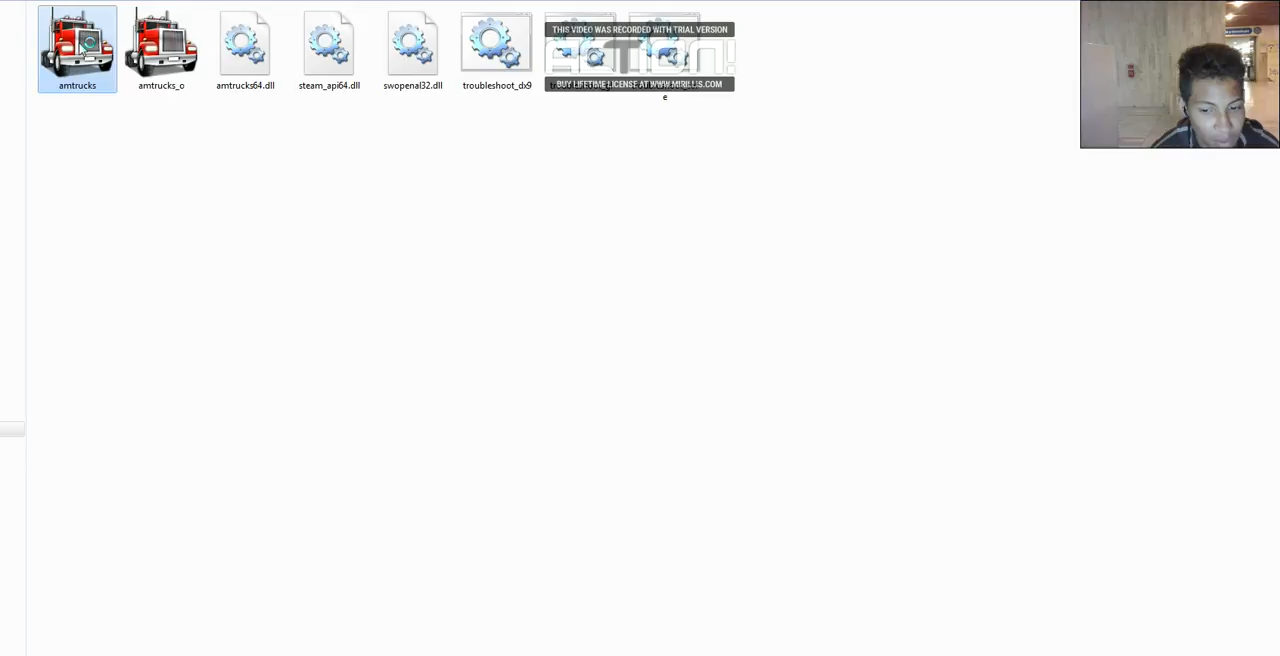 THIS VIDEO WAS RECORDED WITH TRIAL VERSION
ACTION!
BUY LIFETIME LICENSE AT WWW.MIRILLIS.COM
amtrucks
amtrucks_o
amtrucks64.dll
steam_api64.dll
swopenal32.dll
troubleshoot_dx9
e